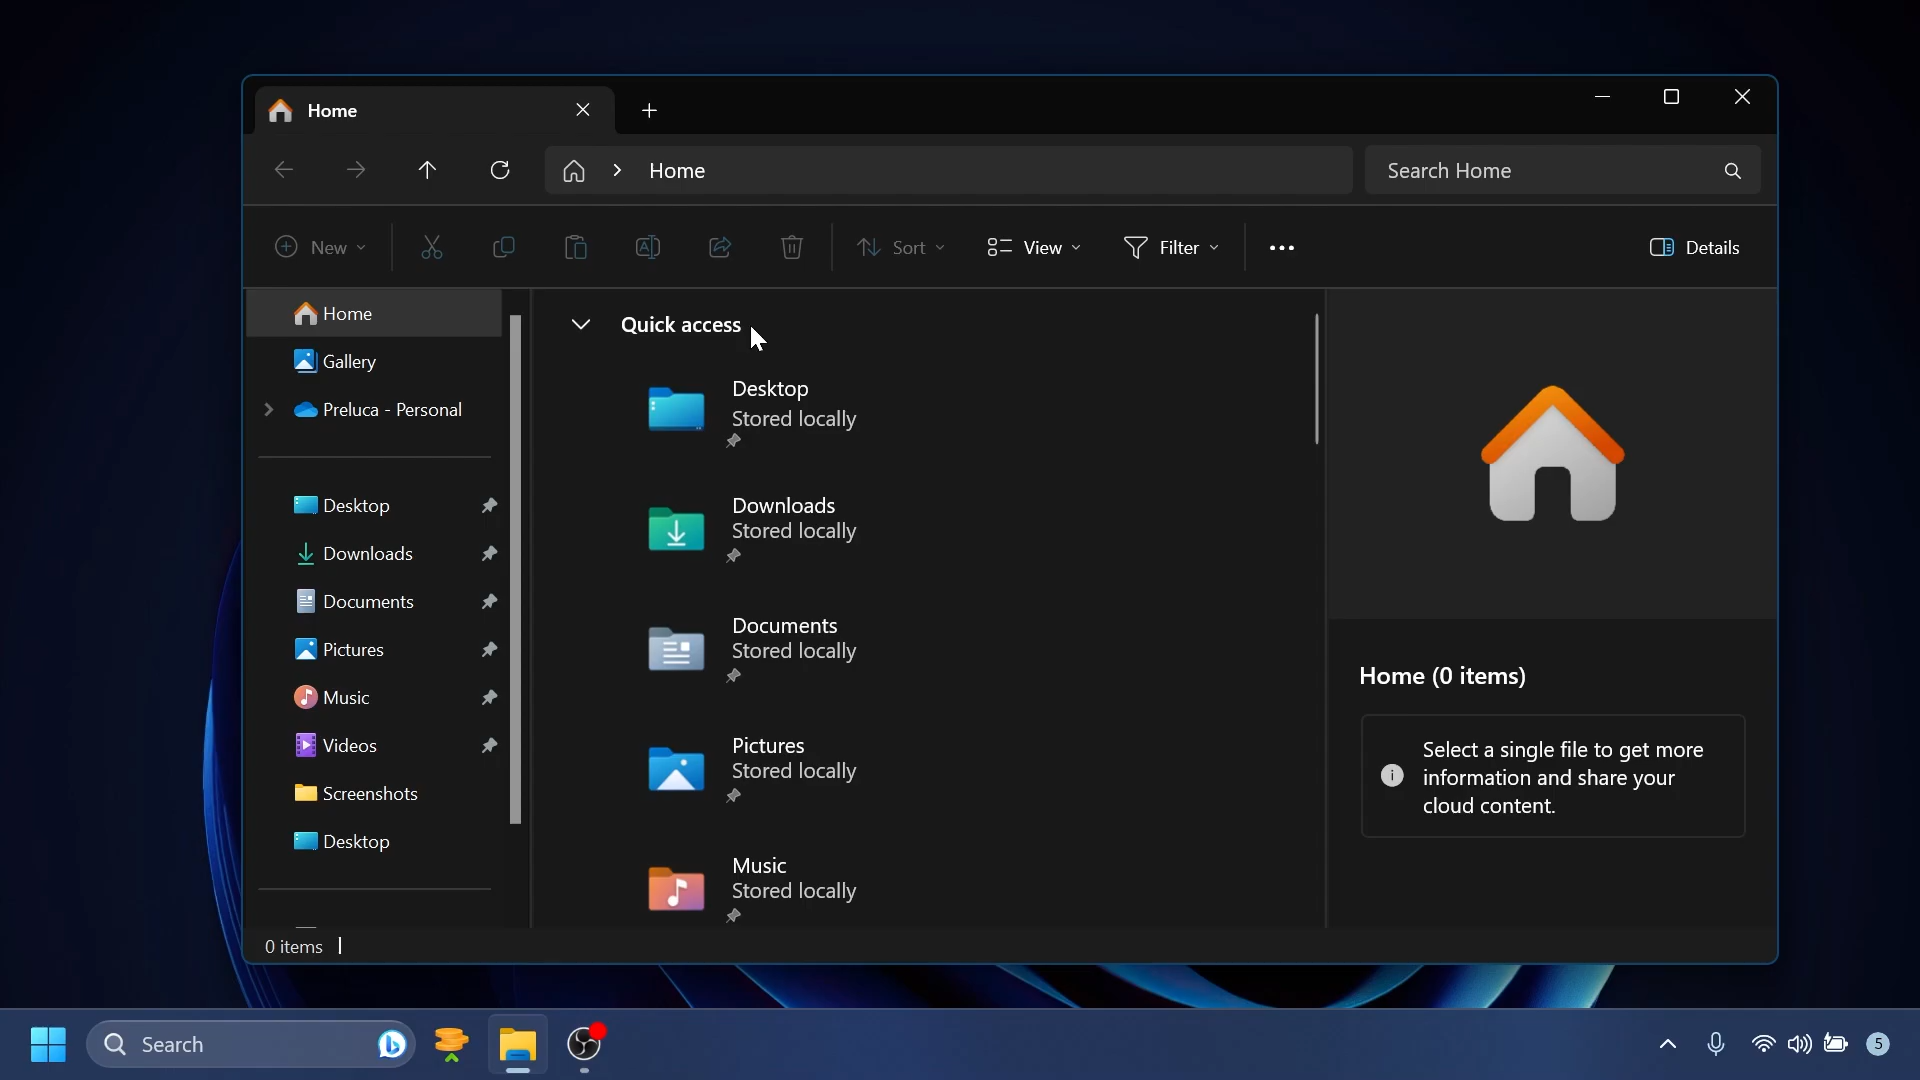 Home
Home
Search Home
New
Sort
View
Filter
Details
Home
Gallery
Preluca - Personal
Desktop
Downloads
Documents
Pictures
Music
Videos
Screenshots
Desktop
Quick access
Desktop
Stored locally
Downloads
Stored locally
Documents
Stored locally
Pictures
Stored locally
Music
Stored locally
Home (0 items)
Select a single file to get more
information and share your
cloud content.
0 items
Search
5